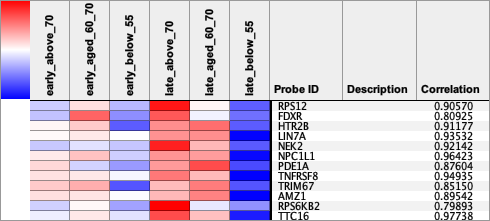 early_above_70
early_aged_60_70
early_below_55
late_above_70
late_aged_60_70
late_below_55
Probe ID Description Correlation
RPS12 0.90570
FDXR 0.80925
HTR2B 0.91177
LIN7A 0.93532
NEK2 0.92142
NPC1L1 0.96423
PDE1A 0.87604
TNFRSF8 0.94935
TRIM67 0.85150
AMZ1 0.89542
RPS6KB2 0.79893
TTC16 0.97738